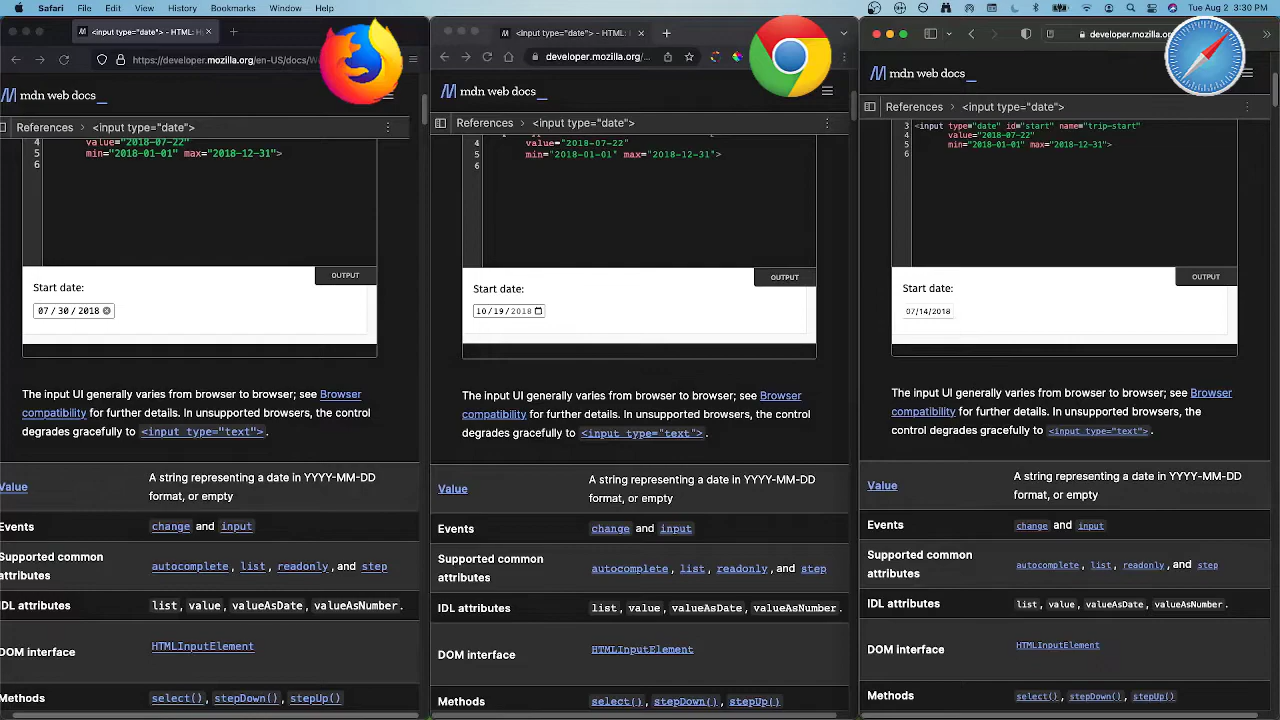 Safari File Edit View History Bookmarks Window Help
Tue Aug 2 3:30 PM
<input type="date"> - HTML: H
https://developer.mozilla.org/en-US/docs/W
mdn web docs_
References > <input type="date">
4 value="2018-07-22"
5 min="2018-01-01" max="2018-12-31">
6
OUTPUT
Start date:
07 / 30 / 2018
The input UI generally varies from browser to browser; see Browser
compatibility for further details. In unsupported browsers, the control
degrades gracefully to <input type="text">.
Value
A string representing a date in YYYY-MM-DD
format, or empty
Events
change and input
Supported common
attributes
autocomplete, list, readonly, and step
IDL attributes
list, value, valueAsDate, valueAsNumber.
DOM interface
HTMLInputElement
Methods
select(), stepDown(), stepUp()
<input type="date"> - HTML:
developer.mozilla.org/...
mdn web docs_
References > <input type="date">
4 value="2018-07-22"
5 min="2018-01-01" max="2018-12-31">
6
OUTPUT
Start date:
10/19/2018
The input UI generally varies from browser to browser; see Browser
compatibility for further details. In unsupported browsers, the control
degrades gracefully to <input type="text">.
Value
A string representing a date in YYYY-MM-DD
format, or empty
Events
change and input
Supported common
attributes
autocomplete, list, readonly, and step
IDL attributes
list, value, valueAsDate, valueAsNumber.
DOM interface
HTMLInputElement
Methods
select(), stepDown(), stepUp()
developer.mozilla.org
mdn web docs_
References > <input type="date">
3 <input type="date" id="start" name="trip-start"
4 value="2018-07-22"
5 min="2018-01-01" max="2018-12-31">
6
OUTPUT
Start date:
07/14/2018
The input UI generally varies from browser to browser; see Browser
compatibility for further details. In unsupported browsers, the
control degrades gracefully to <input type="text">.
Value
A string representing a date in YYYY-MM-DD
format, or empty
Events
change and input
Supported common
attributes
autocomplete, list, readonly, and step
IDL attributes
list, value, valueAsDate, valueAsNumber.
DOM interface
HTMLInputElement
Methods
select(), stepDown(), stepUp()